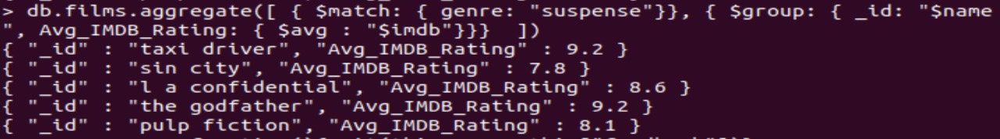 > db.films.aggregate([ { $match: { genre: "suspense"}}, { $group: { _id: "$name
", Avg_IMDB_Rating: { $avg : "$imdb"}}}  ])
{ "_id" : "taxi driver", "Avg_IMDB_Rating" : 9.2 }
{ "_id" : "sin city", "Avg_IMDB_Rating" : 7.8 }
{ "_id" : "l a confidential", "Avg_IMDB_Rating" : 8.6 }
{ "_id" : "the godfather", "Avg_IMDB_Rating" : 9.2 }
{ "_id" : "pulp fiction", "Avg_IMDB_Rating" : 8.1 }